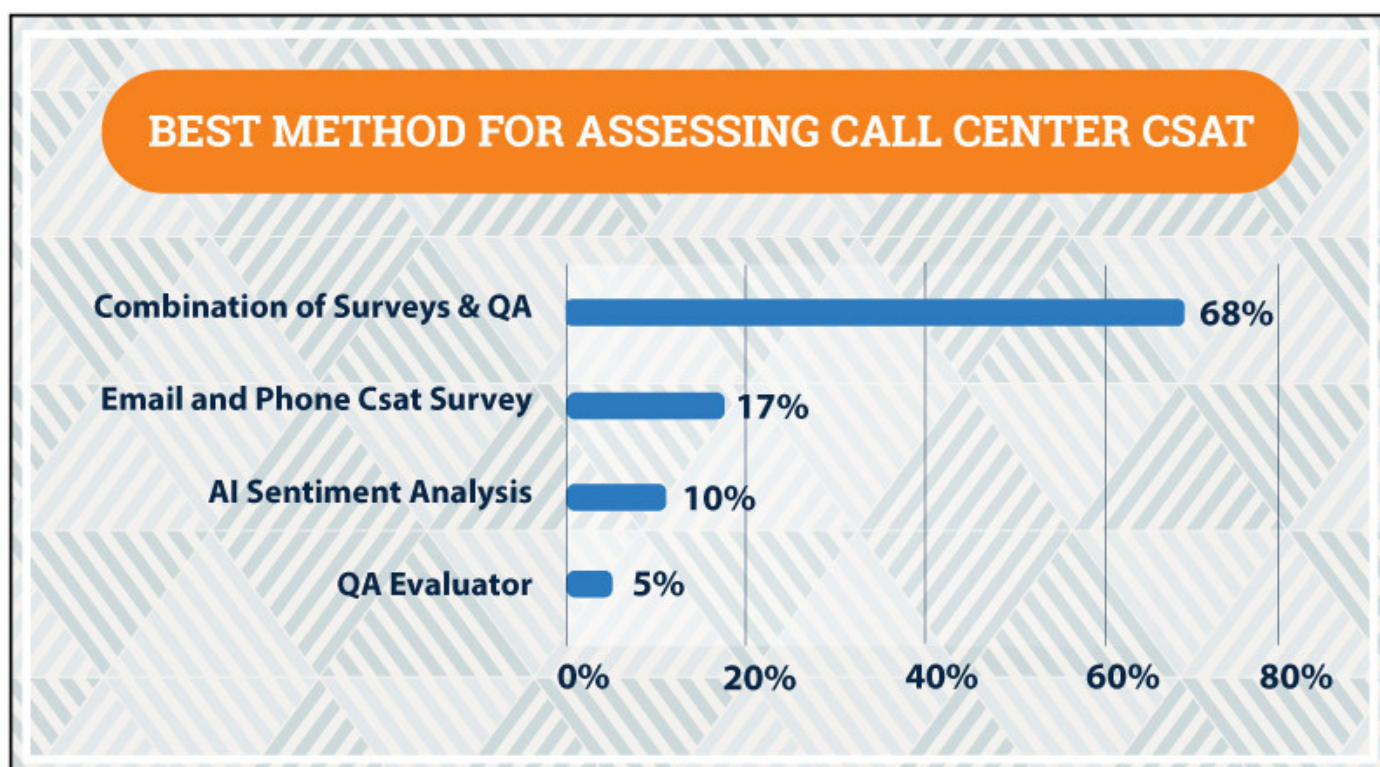 BEST METHOD FOR ASSESSING CALL CENTER CSAT
Combination of Surveys & QA 68%
Email and Phone Csat Survey 17%
AI Sentiment Analysis 10%
QA Evaluator 5%
0% 20% 40% 60% 80%